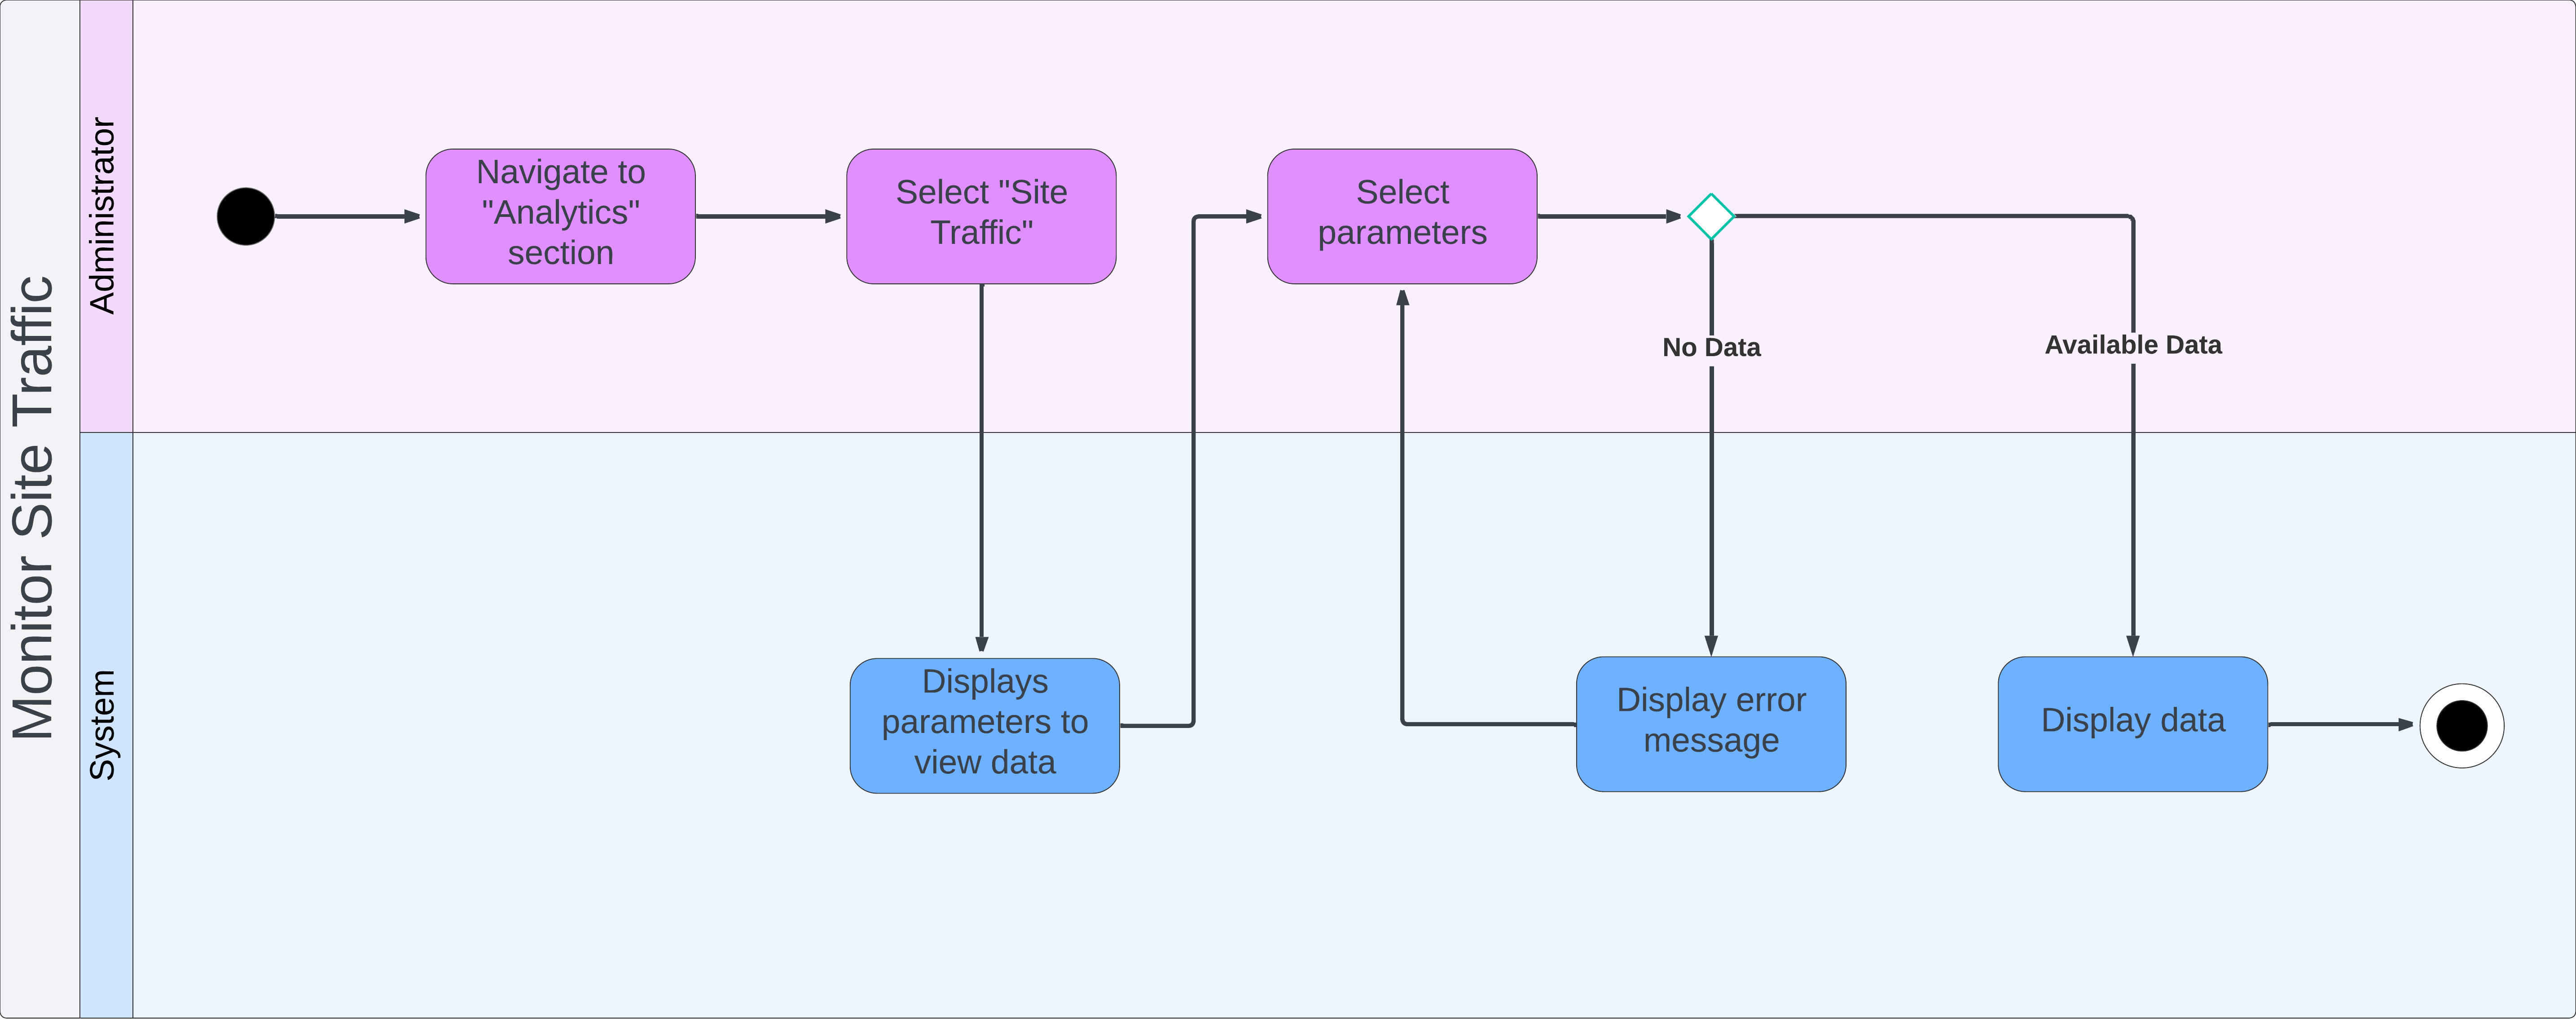 Monitor Site Traffic
Administrator
Navigate to
"Analytics"
section
Select "Site
Traffic"
Select
parameters
No Data
Available Data
System
Displays
parameters to
view data
Display error
message
Display data